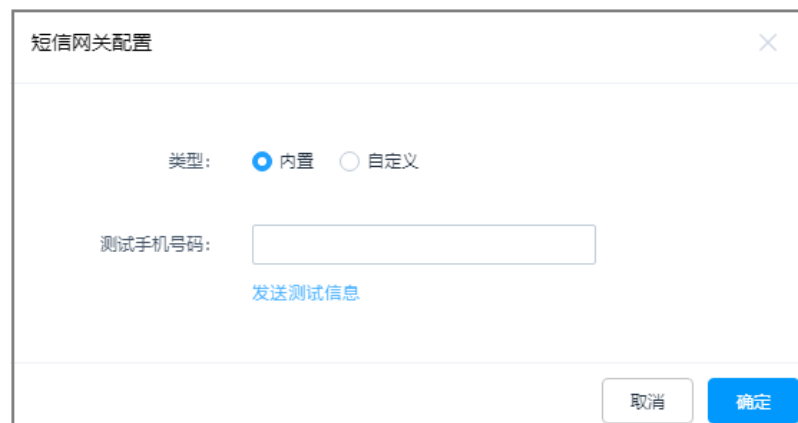 短信网关配置
类型: 内置 自定义
测试手机号码:
发送测试信息
取消 确定